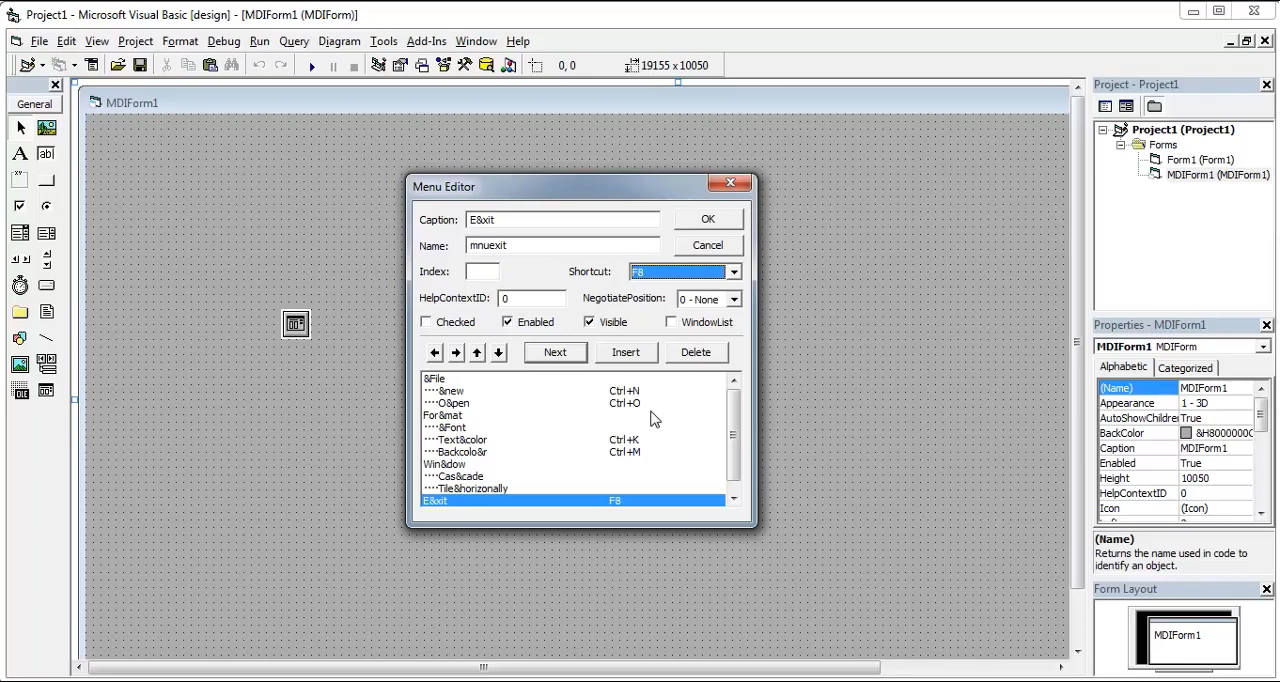 Project1 - Microsoft Visual Basic [design] - [MDIForm1 (MDIForm)]
File Edit View Project Format Debug Run Query Diagram Tools Add-Ins Window Help
0, 0 19155 x 10050
General
MDIForm1
Menu Editor
Caption: E&xit OK
Name: mnuexit Cancel
Index: Shortcut: F8
HelpContextID: 0 NegotiatePosition: 0 - None
Checked Enabled Visible WindowList
Next Insert Delete
&File
····&new Ctrl+N
····O&pen Ctrl+O
For&mat
····&Font
····Text&color Ctrl+K
····Backcolo&r Ctrl+M
Win&dow
····Cas&cade
····Tile&horizonally
E&xit F8
Project - Project1
Project1 (Project1)
Forms
Form1 (Form1)
MDIForm1 (MDIForm1)
Properties - MDIForm1
MDIForm1 MDIForm
Alphabetic Categorized
(Name) MDIForm1
Appearance 1 - 3D
AutoShowChildren True
BackColor &H8000000C
Caption MDIForm1
Enabled True
Height 10050
HelpContextID 0
Icon (Icon)
(Name)
Returns the name used in code to
identify an object.
Form Layout
MDIForm1